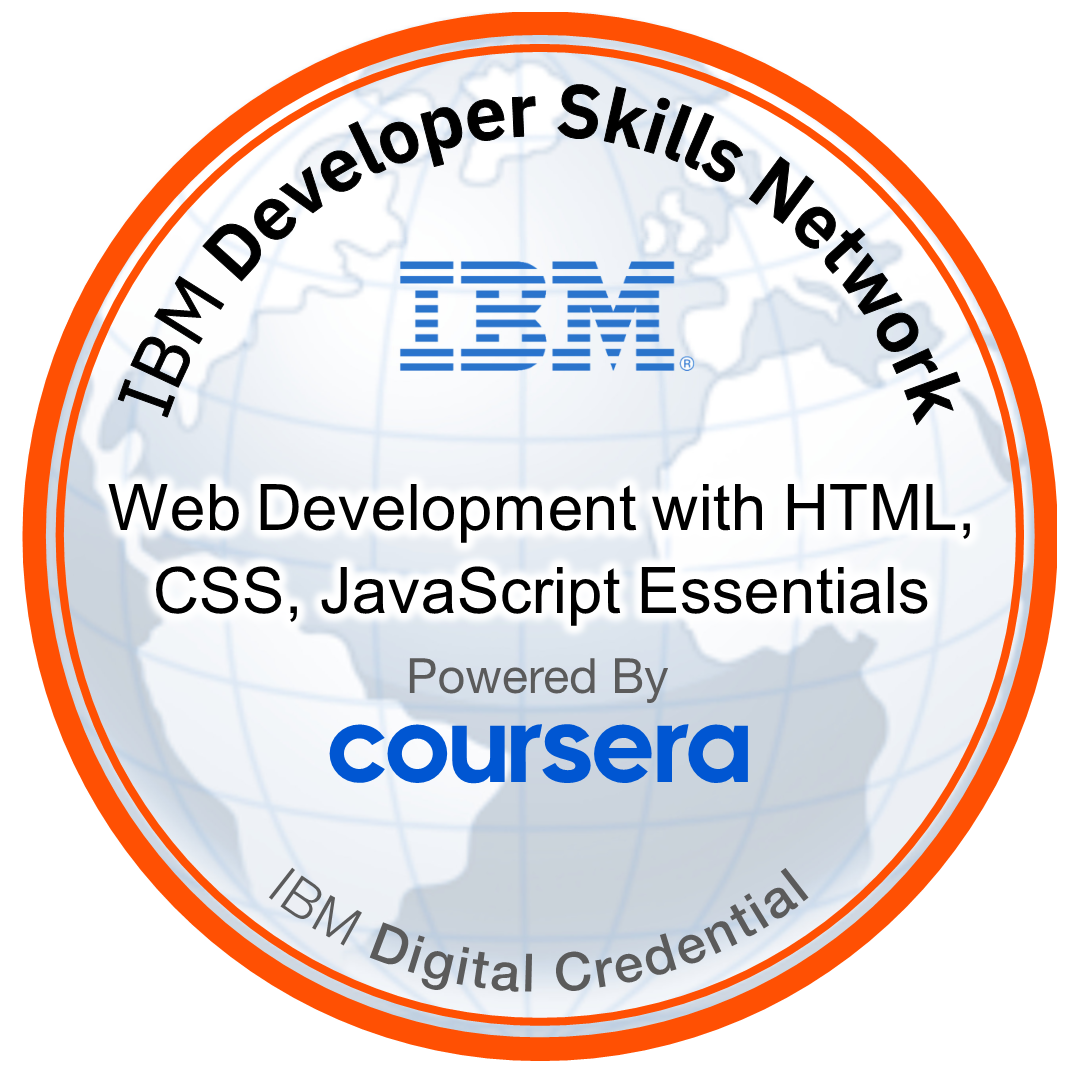 IBM Developer Skills Network
IBM®
Web Development with HTML,
CSS, JavaScript Essentials
Powered By
coursera
IBM Digital Credential